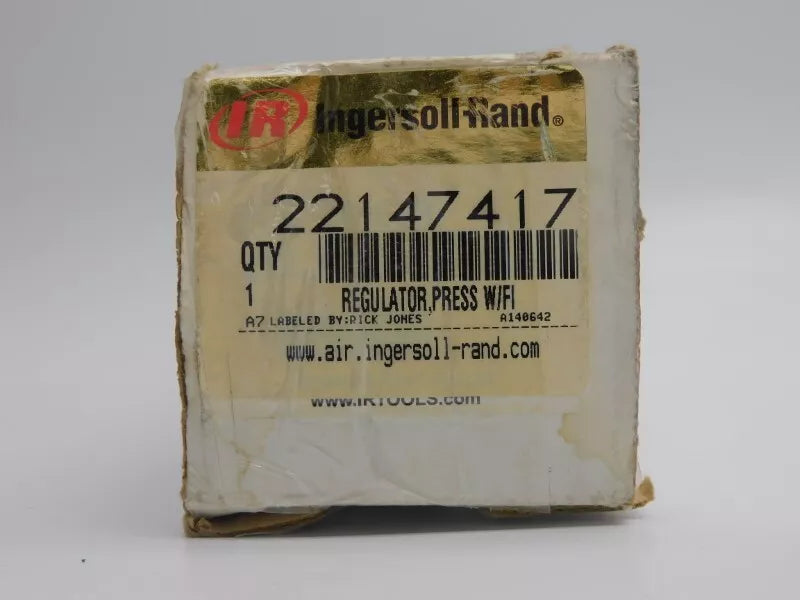 IR Ingersoll-Rand®
22147417
QTY
1 REGULATOR,PRESS W/FI
A7 LABELED BY:RICK JONES A140642
www.air.ingersoll-rand.com
www.IRTOOLS.com